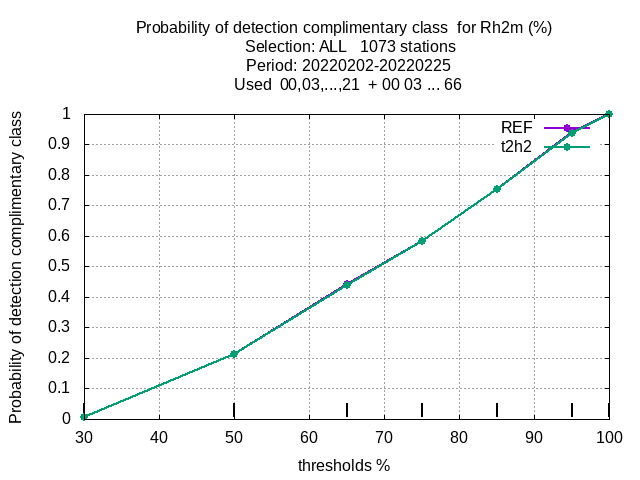 Probability of detection complimentary class  for Rh2m (%)
Selection: ALL   1073 stations
Period: 20220202-20220225
Used  00,03,...,21  + 00 03 ... 66
Probability of detection complimentary class
REF
t2h2
1
0.9
0.8
0.7
0.6
0.5
0.4
0.3
0.2
0.1
0
30 40 50 60 70 80 90 100
thresholds %